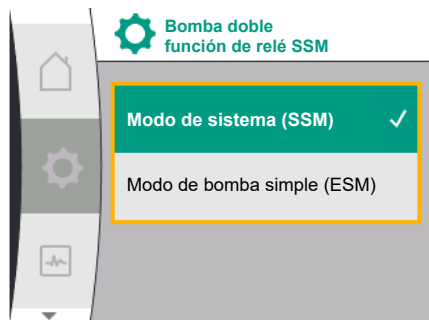 Bomba doble
función de relé SSM
Modo de sistema (SSM)
Modo de bomba simple (ESM)